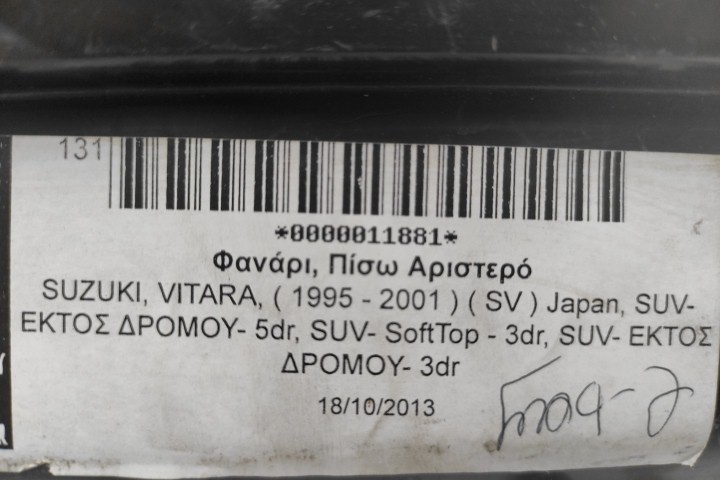 131
*0000011881*
Φανάρι, Πίσω Αριστερό
SUZUKI, VITARA, ( 1995 - 2001 ) ( SV ) Japan, SUV-
ΕΚΤΟΣ ΔΡΟΜΟΥ- 5dr, SUV- SoftTop - 3dr, SUV- ΕΚΤΟΣ
ΔΡΟΜΟΥ- 3dr
18/10/2013